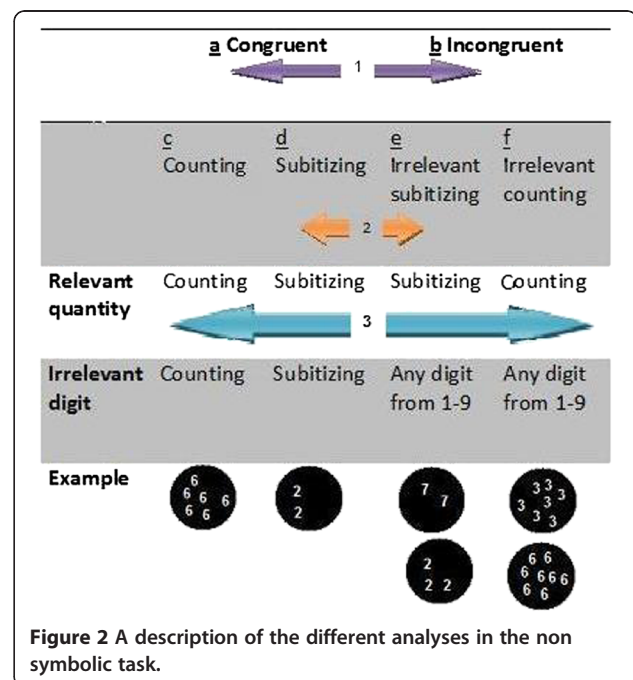 a Congruent b Incongruent
1
c d e f
Counting Subitizing Irrelevant Irrelevant
subitizing counting
2
Relevant Counting Subitizing Subitizing Counting
quantity
3
Irrelevant Counting Subitizing Any digit Any digit
digit from 1-9 from 1-9
Example
6
6 6 6
6 6
2
2
7
7
3 3
3 3 3
3 3
2
2 2
6 6
6 6 6 6
6 6
Figure 2 A description of the different analyses in the non
symbolic task.